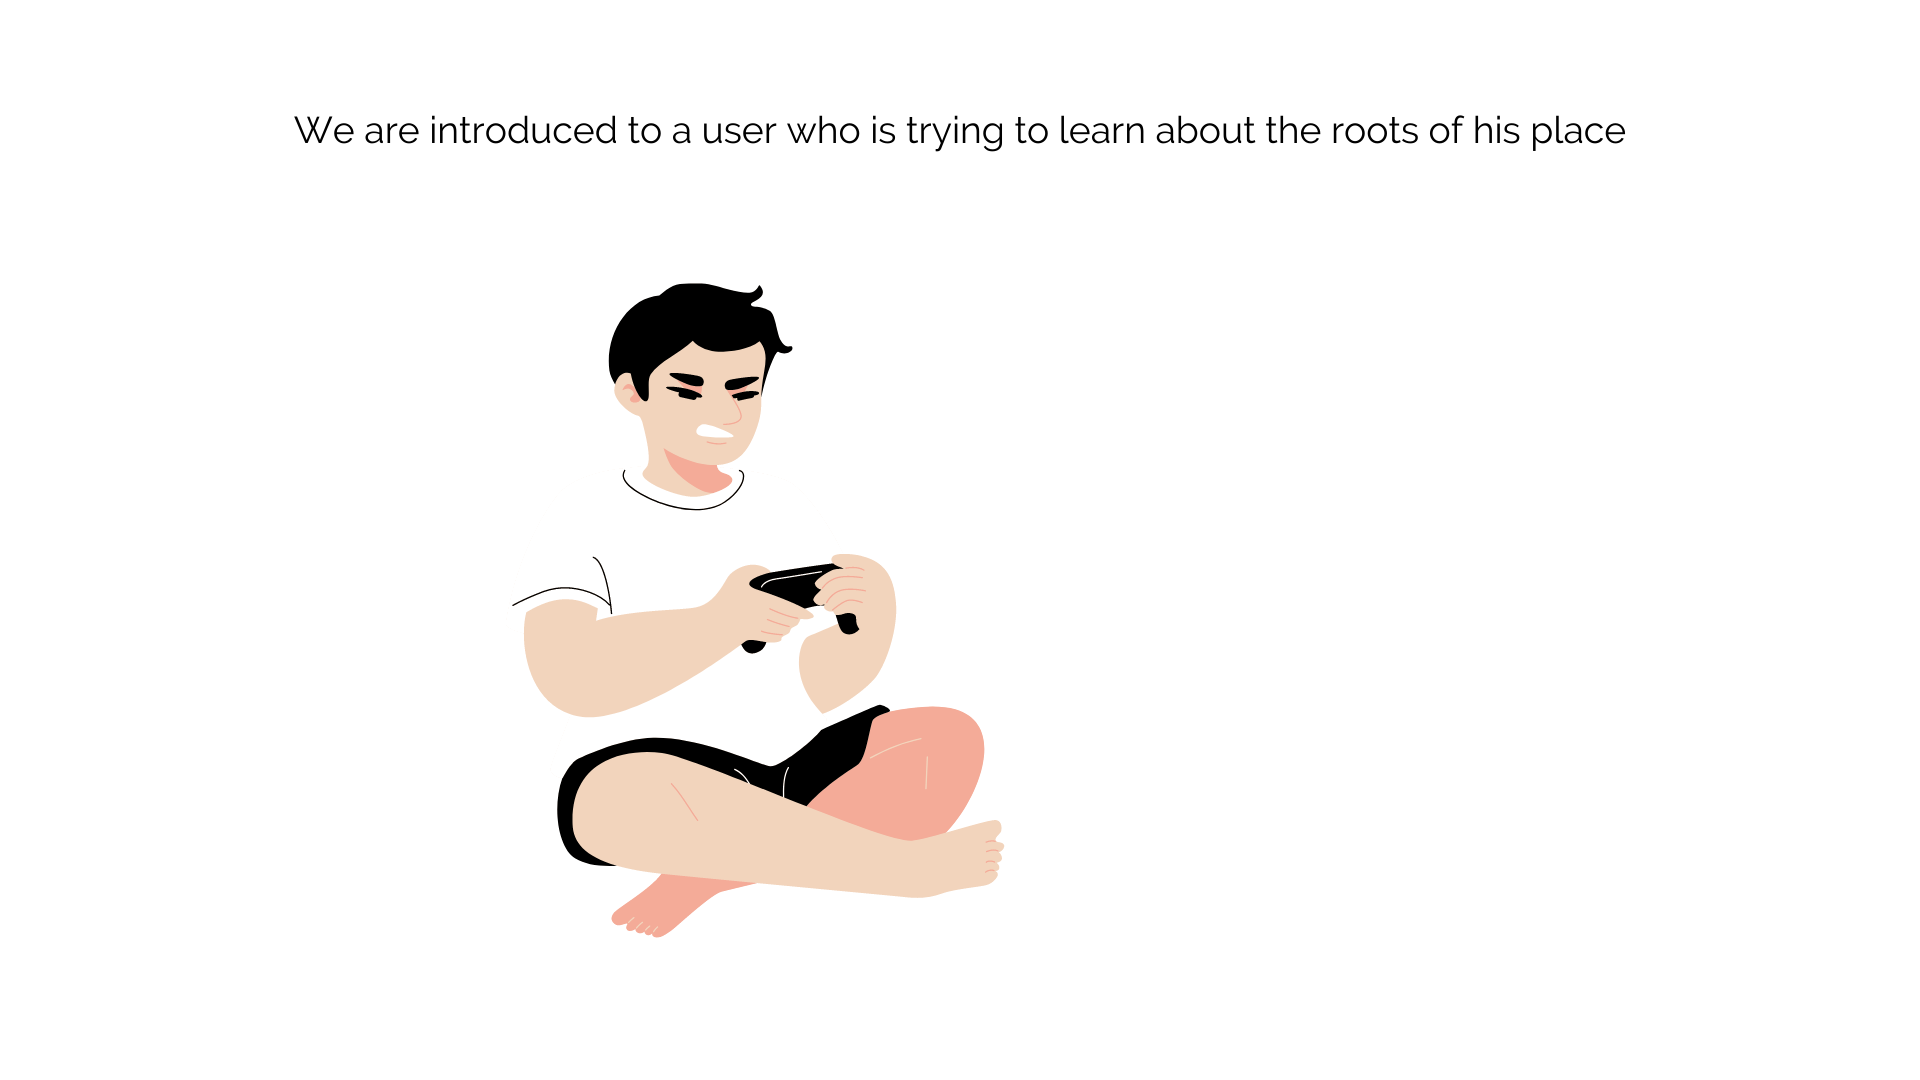 We are introduced to a user who is trying to learn about the roots of his place